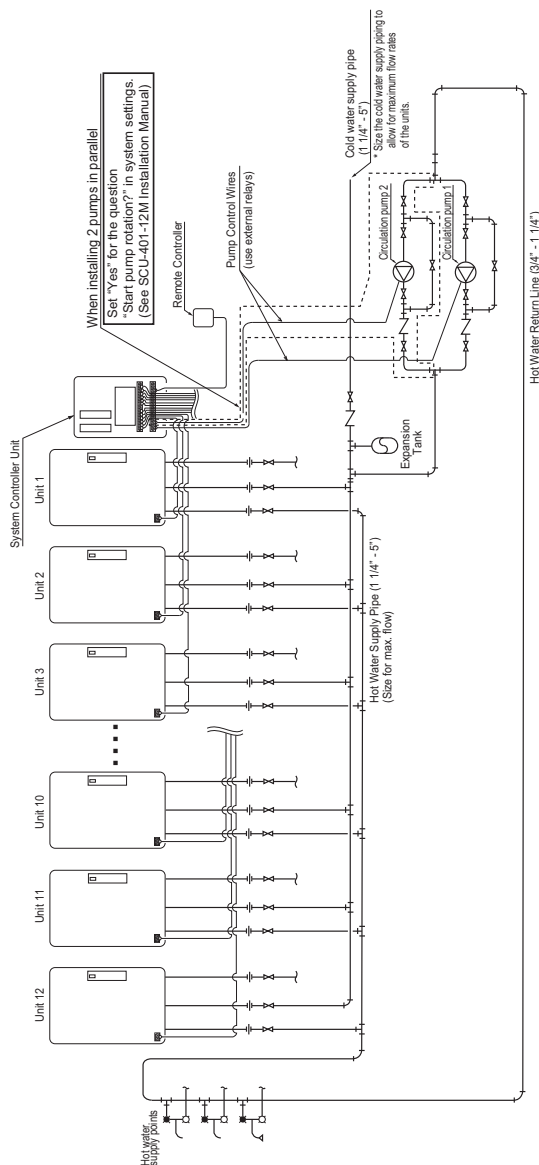 System Controller Unit
When installing 2 pumps in parallel
Set "Yes" for the question
"Start pump rotation?" in system settings.
(See SCU-401-12M Installation Manual)
Remote Controller
Pump Control Wires
(use external relays)
Cold water supply pipe
(1 1/4" - 5")
* Size the cold water supply piping to
allow for maximum flow rates
of the units.
Unit 12
Unit 11
Unit 10
Unit 3
Unit 2
Unit 1
Circulation pump 2
Circulation pump 1
Expansion
Tank
Hot Water Supply Pipe (1 1/4" - 5")
(Size for max. flow)
Hot water
supply points
Hot Water Return Line (3/4" - 1 1/4")